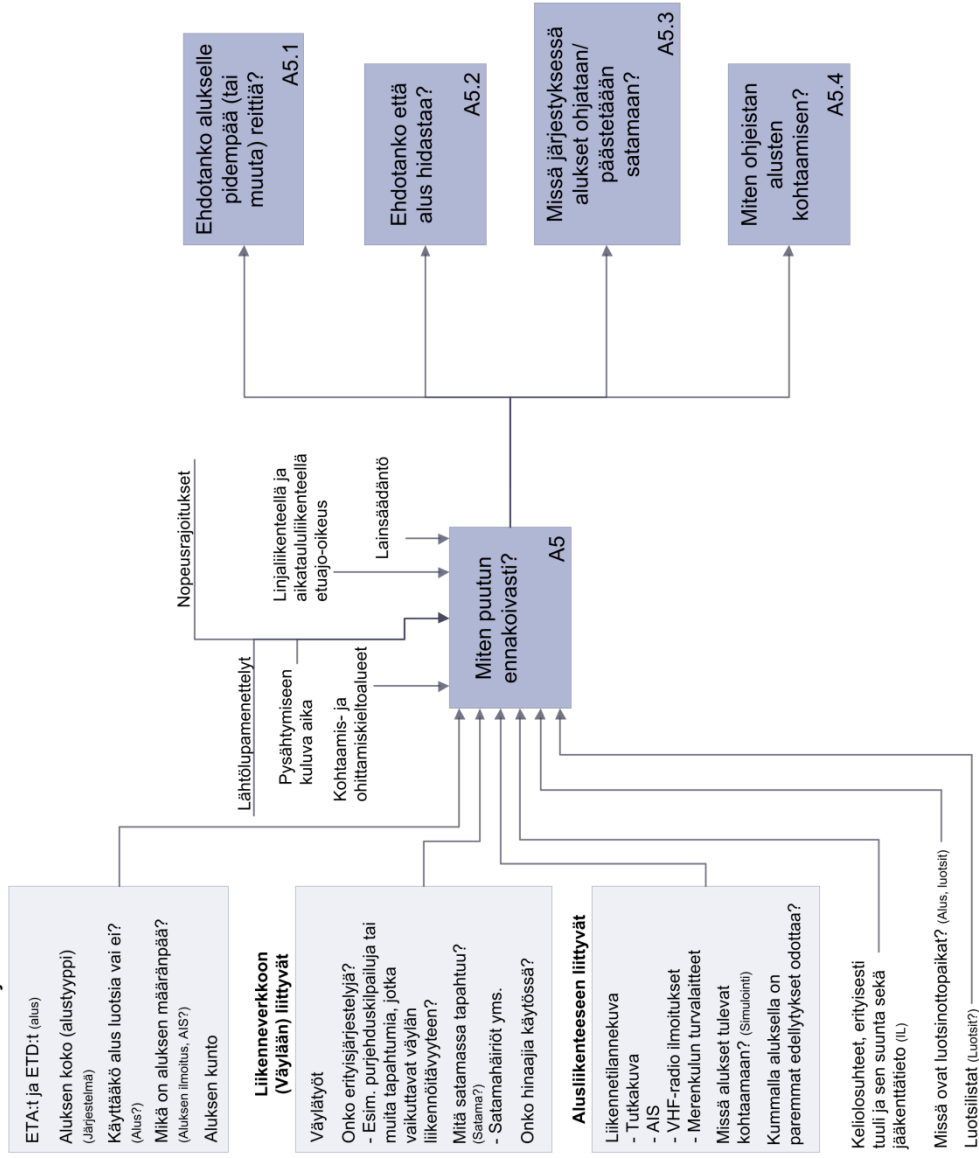 ETA:t ja ETD:t (alus)
Aluksen koko (alustyyppi)
(Järjestelmä)
Käyttääkö alus luotsia vai ei?
(Alus?)
Mikä on aluksen määränpää?
(Aluksen ilmoitus, AIS?)
Aluksen kunto
Liikenneverkkoon
(Väylään) liittyvät
Väylätyöt
Onko erityisjärjestelyjä?
- Esim. purjehduskilpailuja tai
muita tapahtumia, jotka
vaikuttavat väylän
liikennöitävyyteen?
Mitä satamassa tapahtuu?
(Satama?)
- Satamahäiriöt yms.
Onko hinaajia käytössä?
Alusliikenteeseen liittyvät
Liikennetilannekuva
- Tutkakuva
- AIS
- VHF-radio ilmoitukset
- Merenkulun turvalaitteet
Missä alukset tulevat
kohtaamaan? (Simulointi)
Kummalla aluksella on
paremmat edellytykset odottaa?
Keliolosuhteet, erityisesti
tuuli ja sen suunta sekä
jääkenttätieto (IL)
Missä ovat luotsinottopaikat? (Alus, luotsit)
Luotsilistat (Luotsit?)
Lähtölupamenettelyt
Nopeusrajoitukset
Pysähtymiseen
kuluva aika
Kohtaamis- ja
ohittamiskieltoalueet
Linjaliikenteellä ja
aikataululiikenteellä
etuajo-oikeus
Lainsäädäntö
Miten puutun
ennakoivasti?
A5
Ehdotanko alukselle
pidempää (tai
muuta) reittiä?
A5.1
Ehdotanko että
alus hidastaa?
A5.2
Missä järjestyksessä
alukset ohjataan/
päästetäään
satamaan?
A5.3
Miten ohjeistan
alusten
kohtaamisen?
A5.4